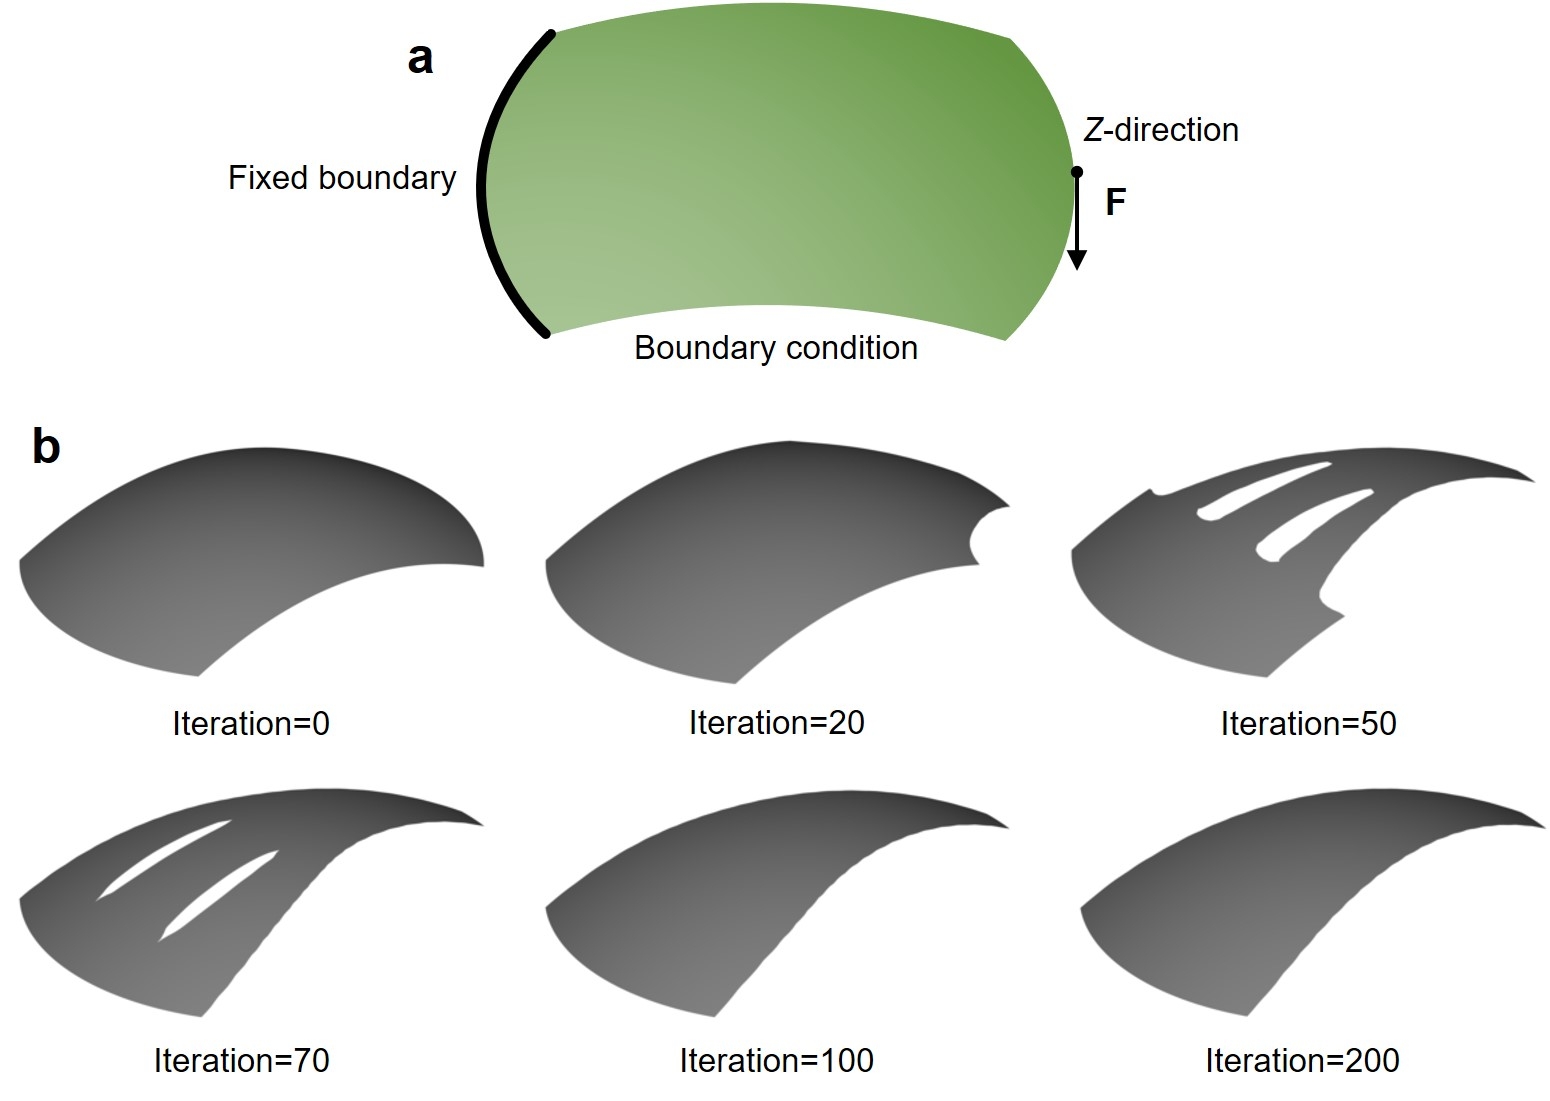 a
Z-direction
Fixed boundary
F
Boundary condition
b
Iteration=0
Iteration=20
Iteration=50
Iteration=70
Iteration=100
Iteration=200